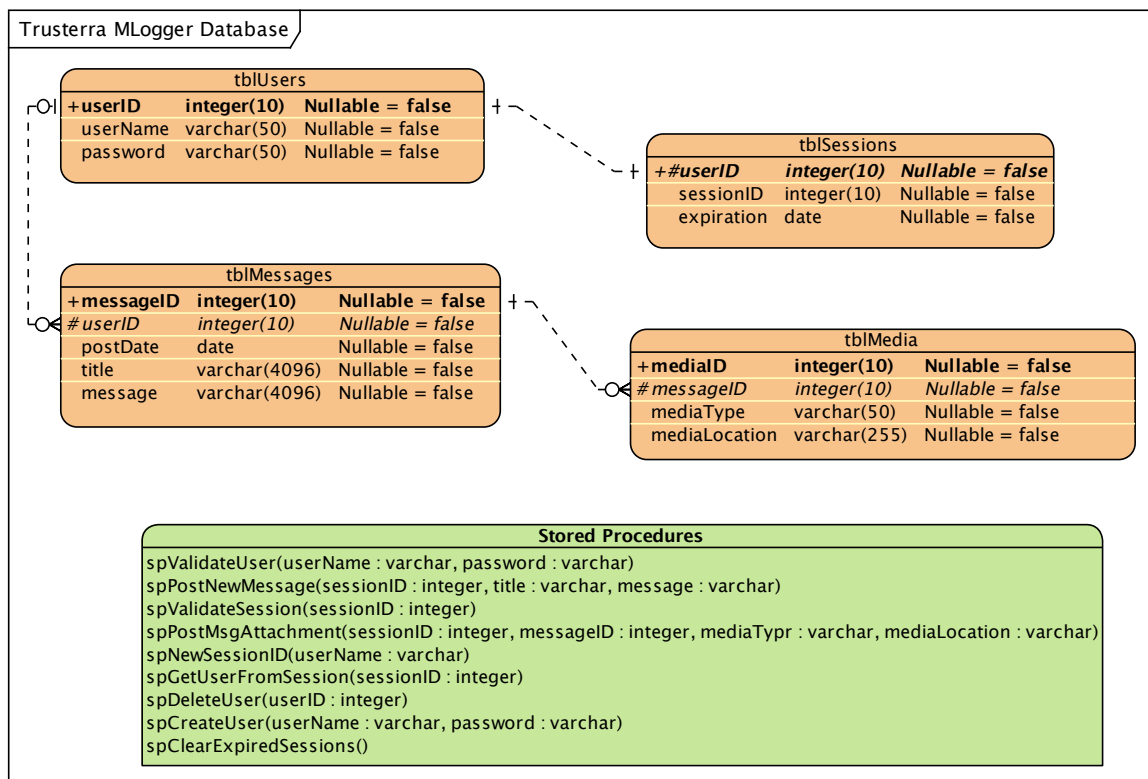 Trusterra MLogger Database
tblUsers
+userID integer(10) Nullable = false
userName varchar(50) Nullable = false
password varchar(50) Nullable = false
tblSessions
+#userID integer(10) Nullable = false
sessionID integer(10) Nullable = false
expiration date Nullable = false
tblMessages
+messageID integer(10) Nullable = false
#userID integer(10) Nullable = false
postDate date Nullable = false
title varchar(4096) Nullable = false
message varchar(4096) Nullable = false
tblMedia
+mediaID integer(10) Nullable = false
#messageID integer(10) Nullable = false
mediaType varchar(50) Nullable = false
mediaLocation varchar(255) Nullable = false
Stored Procedures
spValidateUser(userName : varchar, password : varchar)
spPostNewMessage(sessionID : integer, title : varchar, message : varchar)
spValidateSession(sessionID : integer)
spPostMsgAttachment(sessionID : integer, messageID : integer, mediaTypr : varchar, mediaLocation : varchar)
spNewSessionID(userName : varchar)
spGetUserFromSession(sessionID : integer)
spDeleteUser(userID : integer)
spCreateUser(userName : varchar, password : varchar)
spClearExpiredSessions()